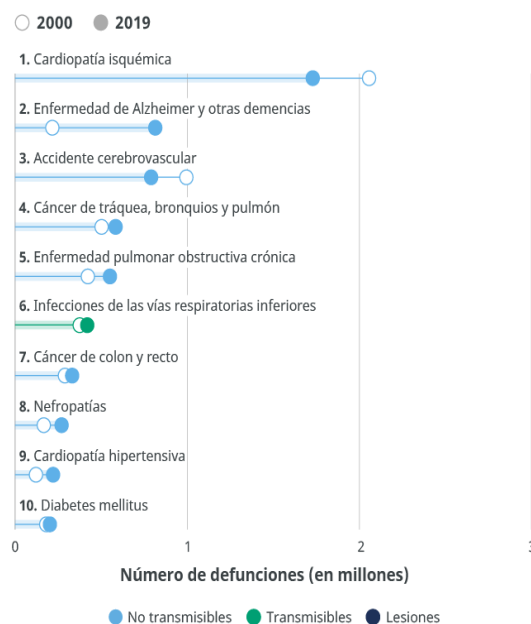 2000 2019
1. Cardiopatía isquémica
2. Enfermedad de Alzheimer y otras demencias
3. Accidente cerebrovascular
4. Cáncer de tráquea, bronquios y pulmón
5. Enfermedad pulmonar obstructiva crónica
6. Infecciones de las vías respiratorias inferiores
7. Cáncer de colon y recto
8. Nefropatías
9. Cardiopatía hipertensiva
10. Diabetes mellitus
0 1 2 3
Número de defunciones (en millones)
No transmisibles Transmisibles Lesiones